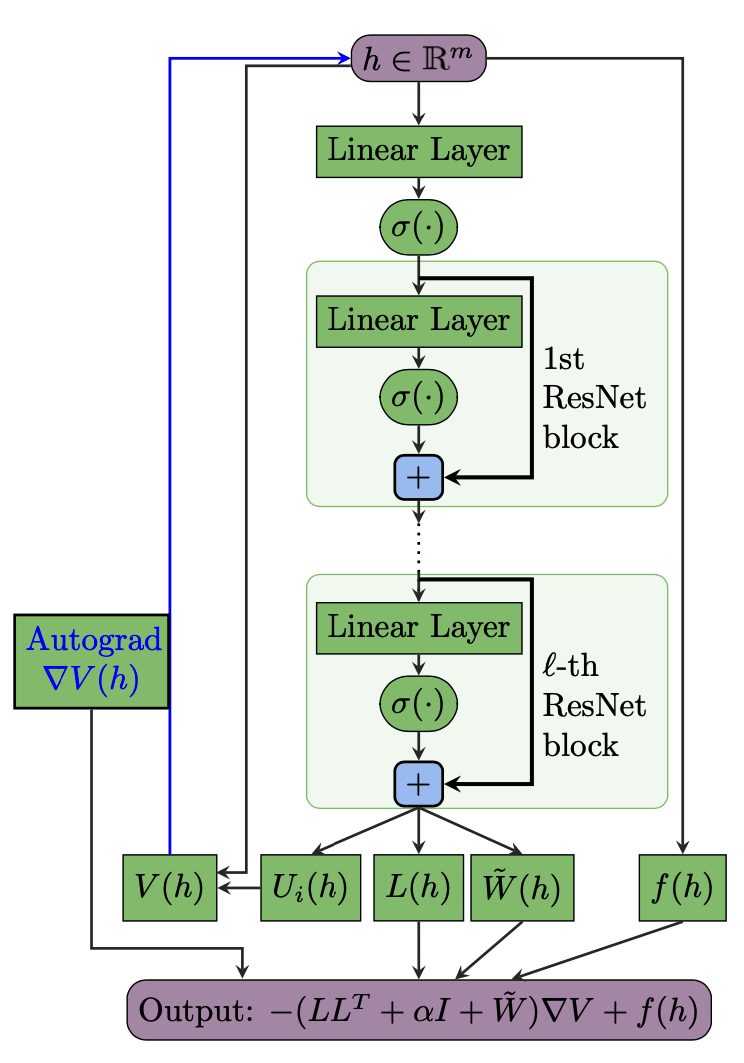 h ∈ ℝ^m
Linear Layer
σ(·)
Linear Layer
σ(·)
+
1st
ResNet
block
Linear Layer
σ(·)
+
ℓ-th
ResNet
block
Autograd
∇V(h)
V(h)
U_i(h)
L(h)
W̃(h)
f(h)
Output: −(LL^T + αI + W̃)∇V + f(h)